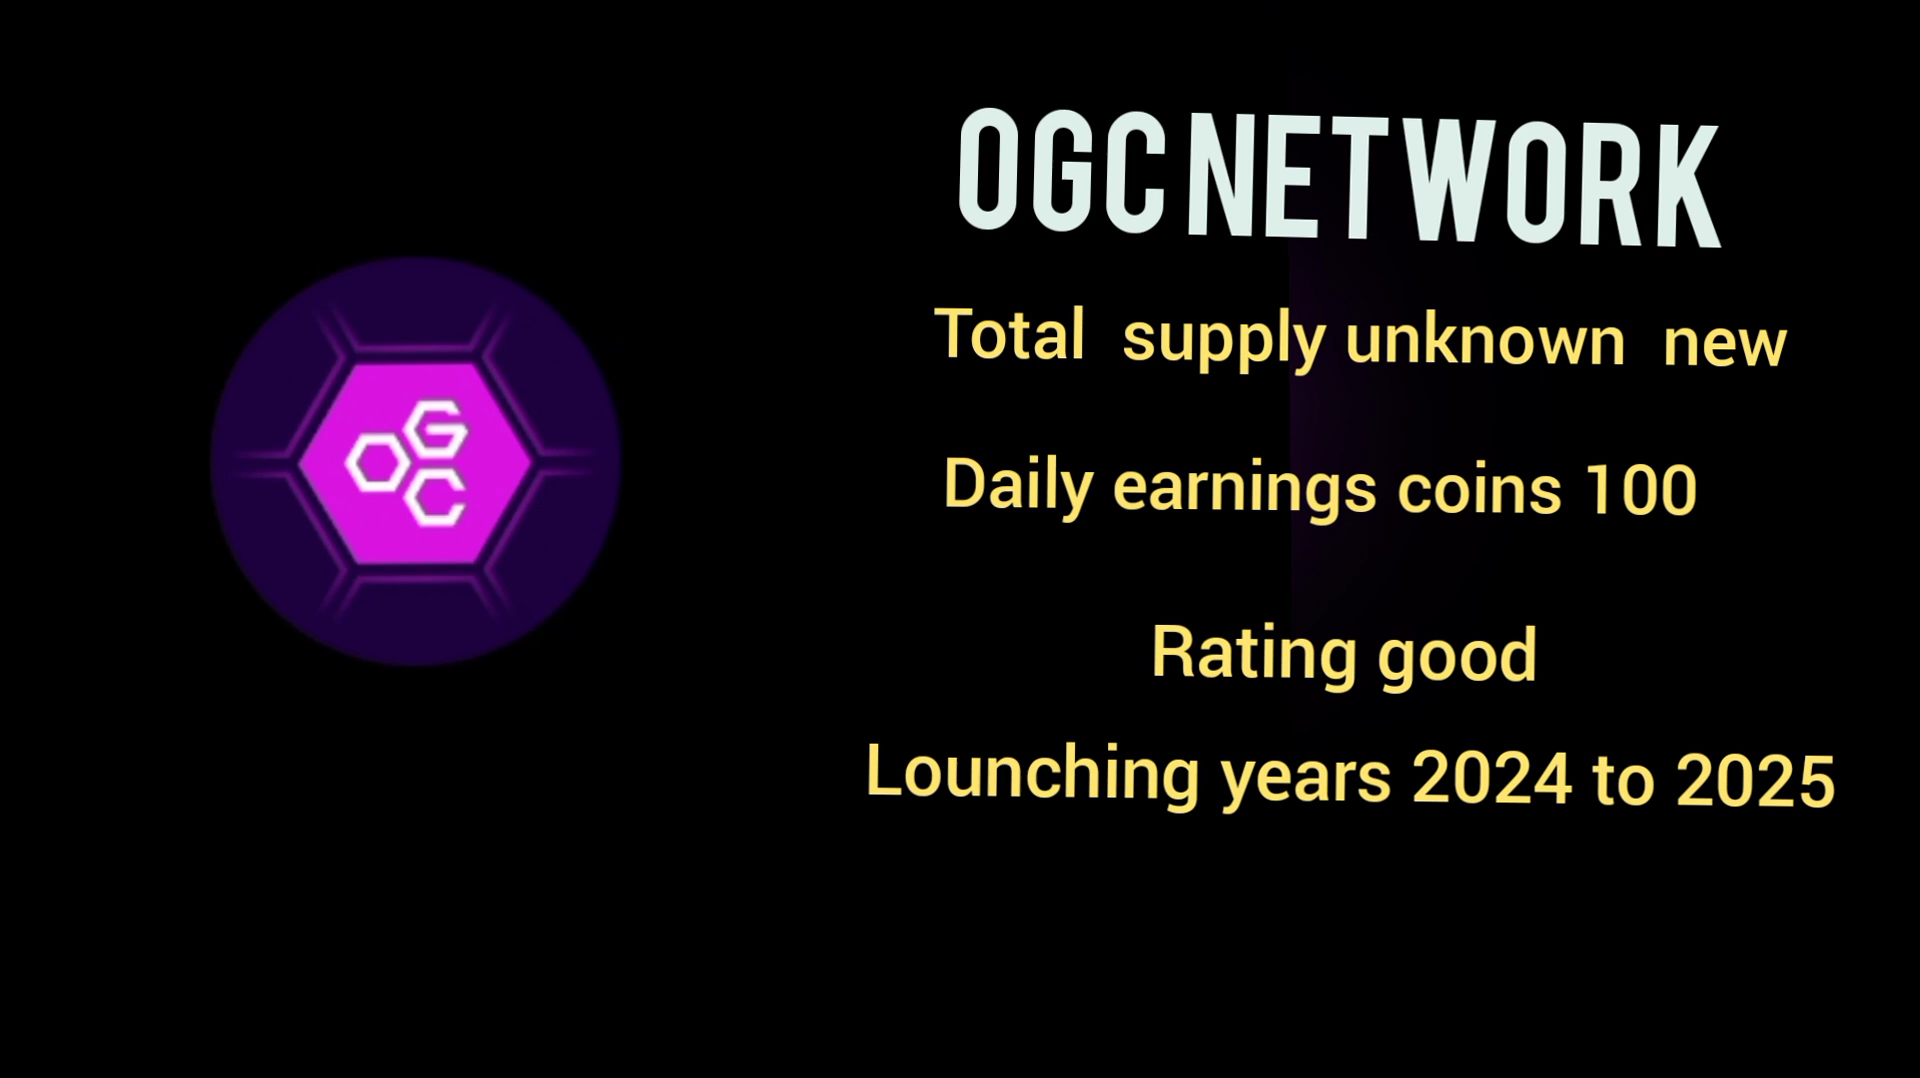 OGC
OGC NETWORK
Total supply unknown new
Daily earnings coins 100
Rating good
Lounching years 2024 to 2025